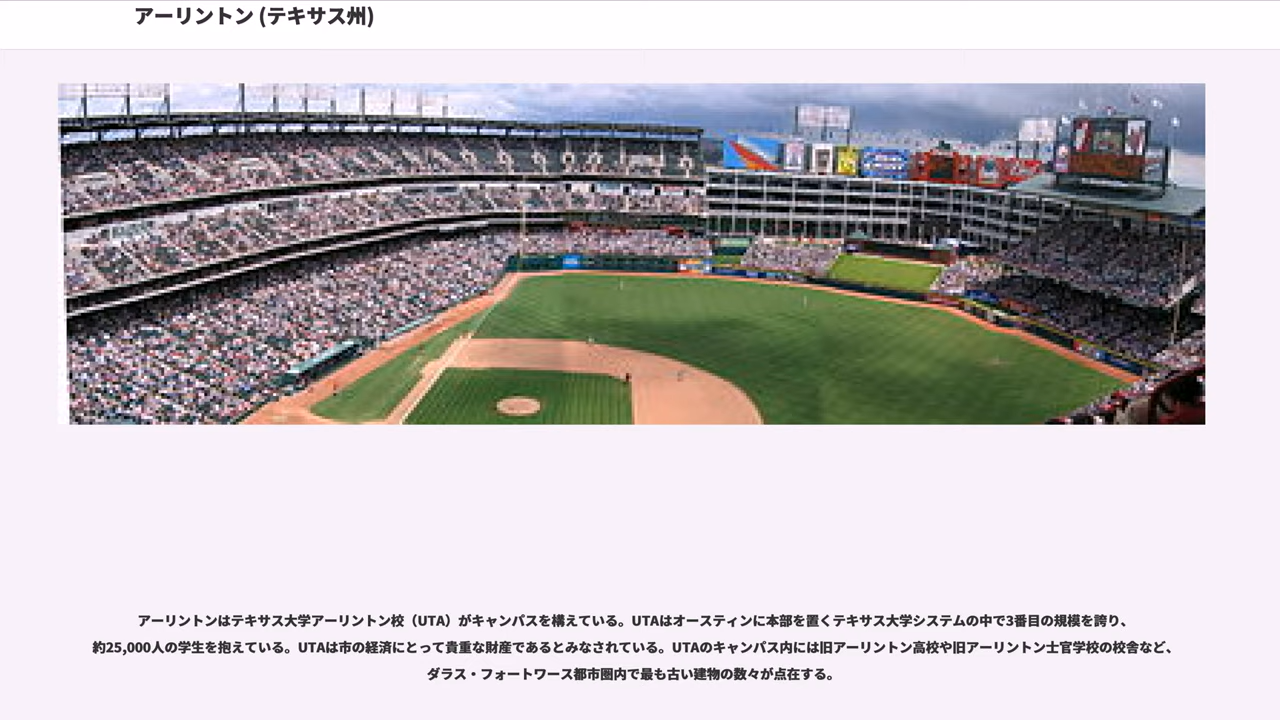 アーリントン (テキサス州)
アーリントンはテキサス大学アーリントン校（UTA）がキャンパスを構えている。UTAはオースティンに本部を置くテキサス大学システムの中で3番目の規模を誇り、
約25,000人の学生を抱えている。UTAは市の経済にとって貴重な財産であるとみなされている。UTAのキャンパス内には旧アーリントン高校や旧アーリントン士官学校の校舎など、
ダラス・フォートワース都市圏内で最も古い建物の数々が点在する。